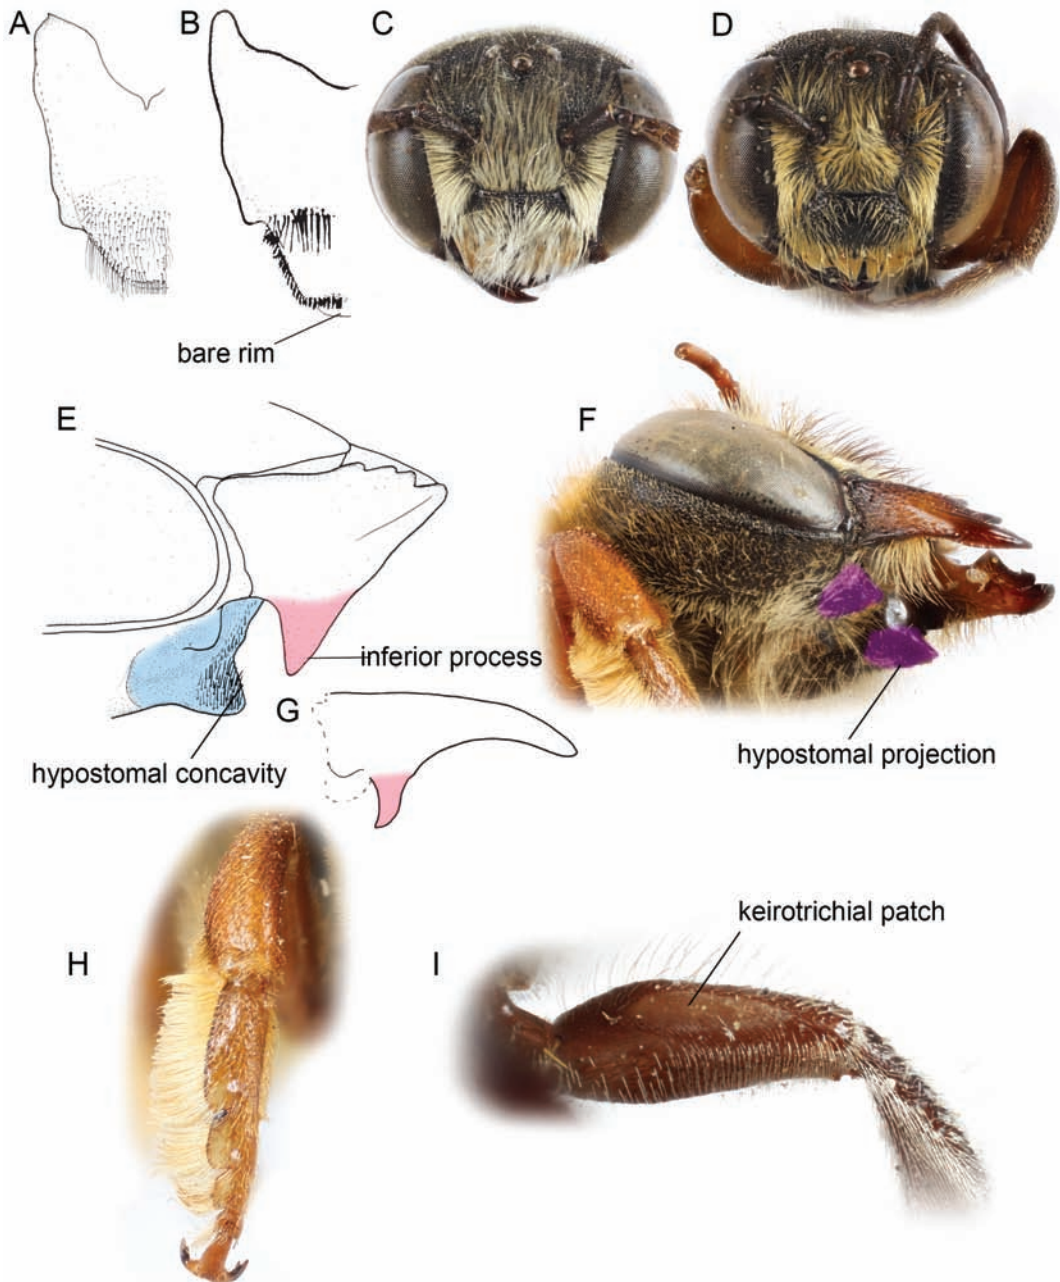 A
B
C
D
bare rim
E
F
inferior process
G
hypostomal concavity
hypostomal projection
keirotrichial patch
H
I